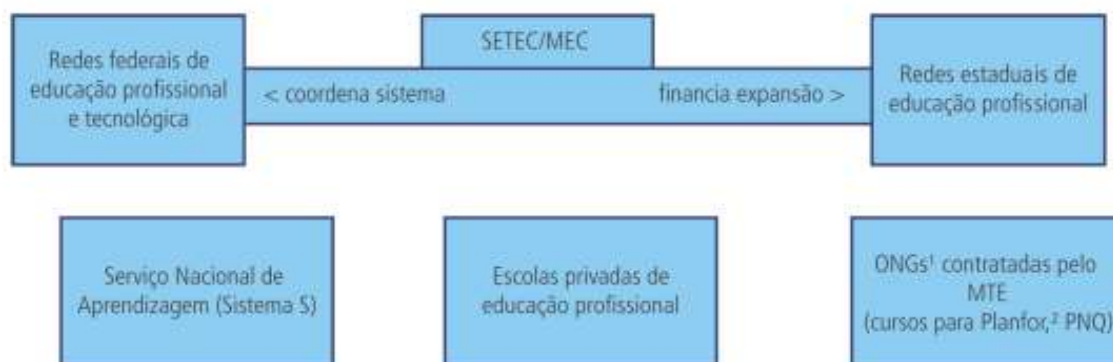 Redes federais de
educação profissional
e tecnológica
SETEC/MEC
< coordena sistema
financia expansão >
Redes estaduais de
educação profissional
Serviço Nacional de
Aprendizagem (Sistema S)
Escolas privadas de
educação profissional
ONGs¹ contratadas pelo
MTE
(cursos para Planfor,² PNQ)